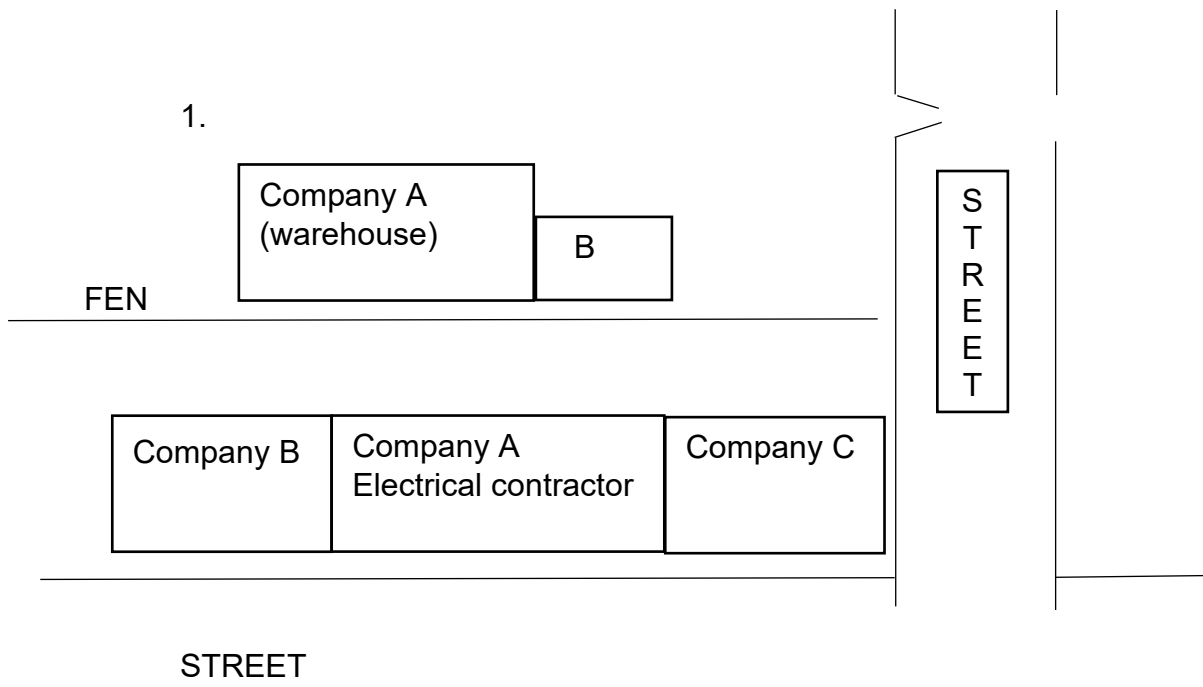 1.
Company A
(warehouse)
B
FEN
S
T
R
E
E
T
Company B
Company A
Electrical contractor
Company C
STREET